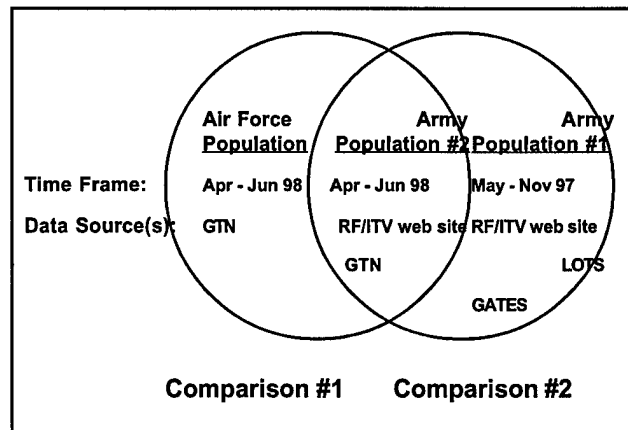 Air Force Army Army
Population Population #2 Population #1
Time Frame: Apr - Jun 98 Apr - Jun 98 May - Nov 97
Data Source(s): GTN RF/ITV web site RF/ITV web site
GTN LOTS
GATES
Comparison #1 Comparison #2